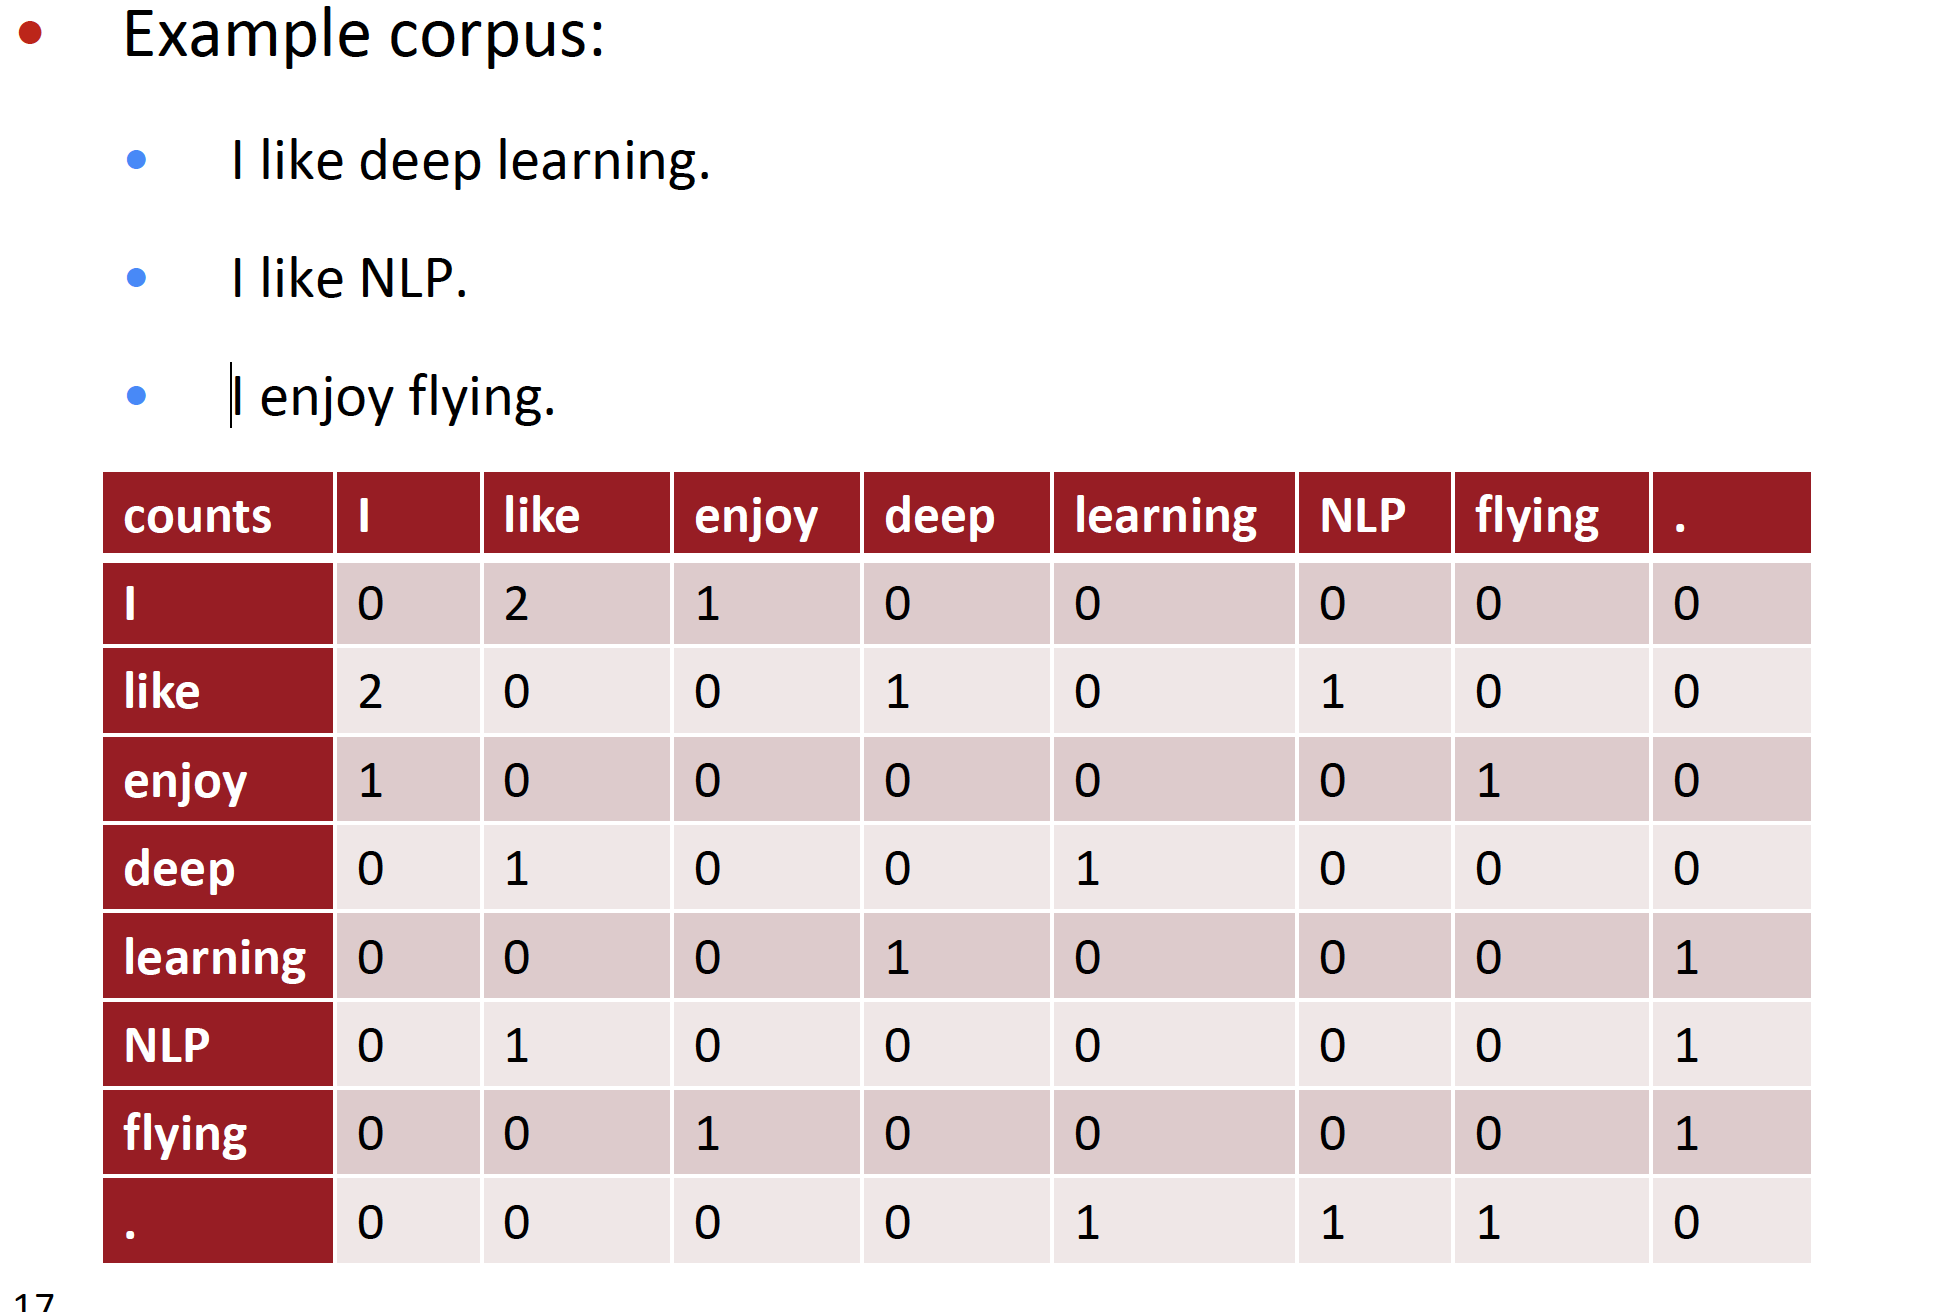 Example corpus:
I like deep learning.
I like NLP.
I enjoy flying.
counts I like enjoy deep learning NLP flying .
I 0 2 1 0 0 0 0 0
like 2 0 0 1 0 1 0 0
enjoy 1 0 0 0 0 0 1 0
deep 0 1 0 0 1 0 0 0
learning 0 0 0 1 0 0 0 1
NLP 0 1 0 0 0 0 0 1
flying 0 0 1 0 0 0 0 1
. 0 0 0 0 1 1 1 0
17